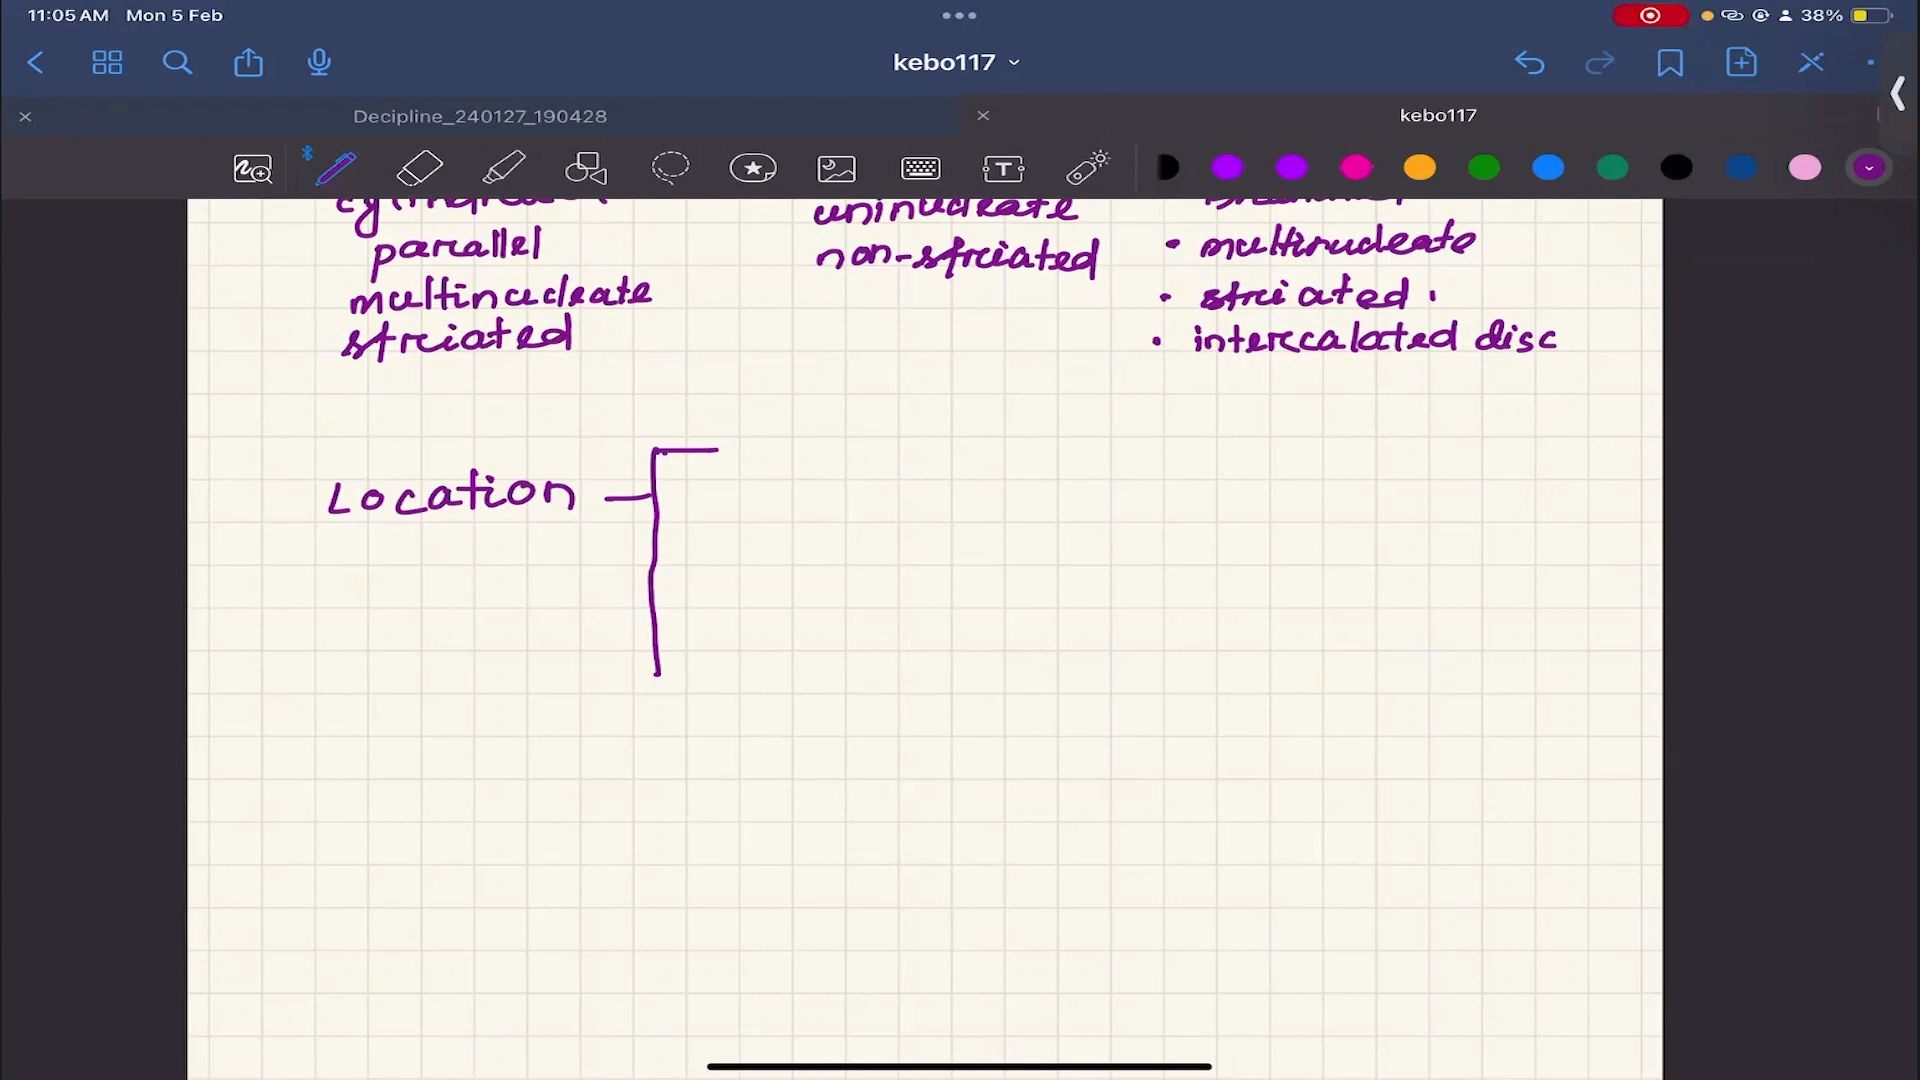 11:05 AM Mon 5 Feb
38%
kebo117
Decipline_240127_190428
kebo117
T
parallel
multinucleate
striated
uninucleate
non-striated
• multinucleate
• striated
• intercalated disc
Location